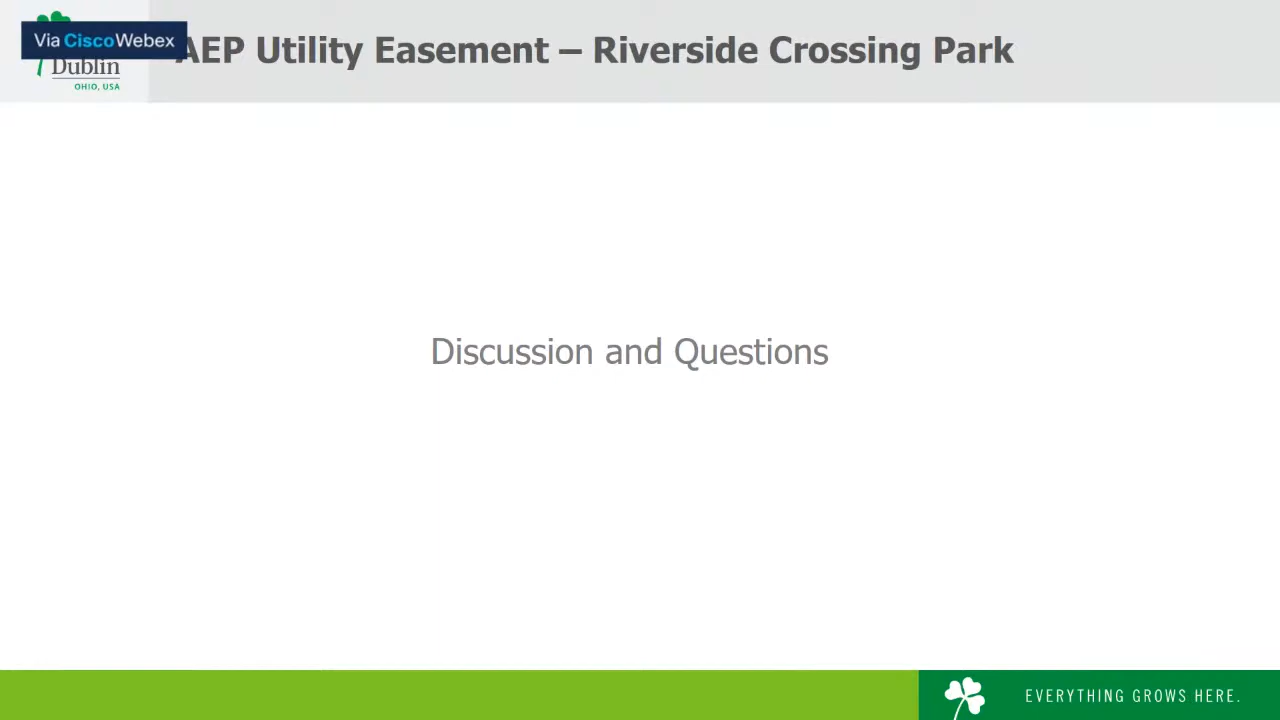 Via Cisco Webex
AEP Utility Easement – Riverside Crossing Park
Dublin
OHIO, USA
Discussion and Questions
EVERYTHING GROWS HERE.